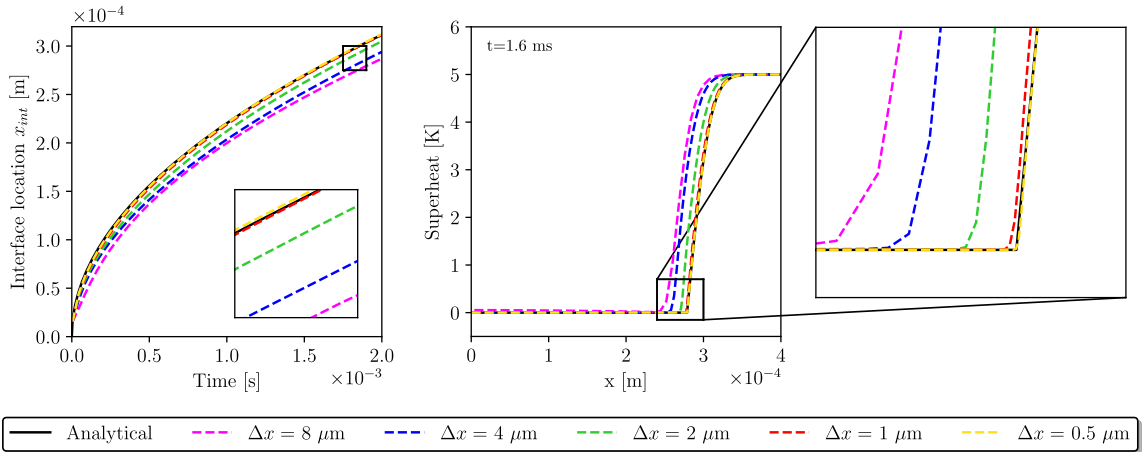 ×10⁻⁴
Interface location x_int [m]
3.0
2.5
2.0
1.5
1.0
0.5
0.0
0.0 0.5 1.0 1.5 2.0
Time [s]
×10⁻³
Superheat [K]
6
5
4
3
2
1
0
t=1.6 ms
0 1 2 3 4
x [m]
×10⁻⁴
Analytical Δx = 8 μm Δx = 4 μm Δx = 2 μm Δx = 1 μm Δx = 0.5 μm